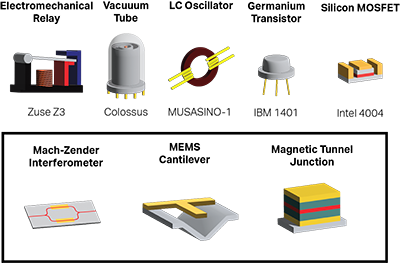 Electromechanical Relay
Vacuum Tube
LC Oscillator
Germanium Transistor
Silicon MOSFET
Zuse Z3
Colossus
MUSASINO-1
IBM 1401
Intel 4004
Mach-Zender Interferometer
MEMS Cantilever
Magnetic Tunnel Junction